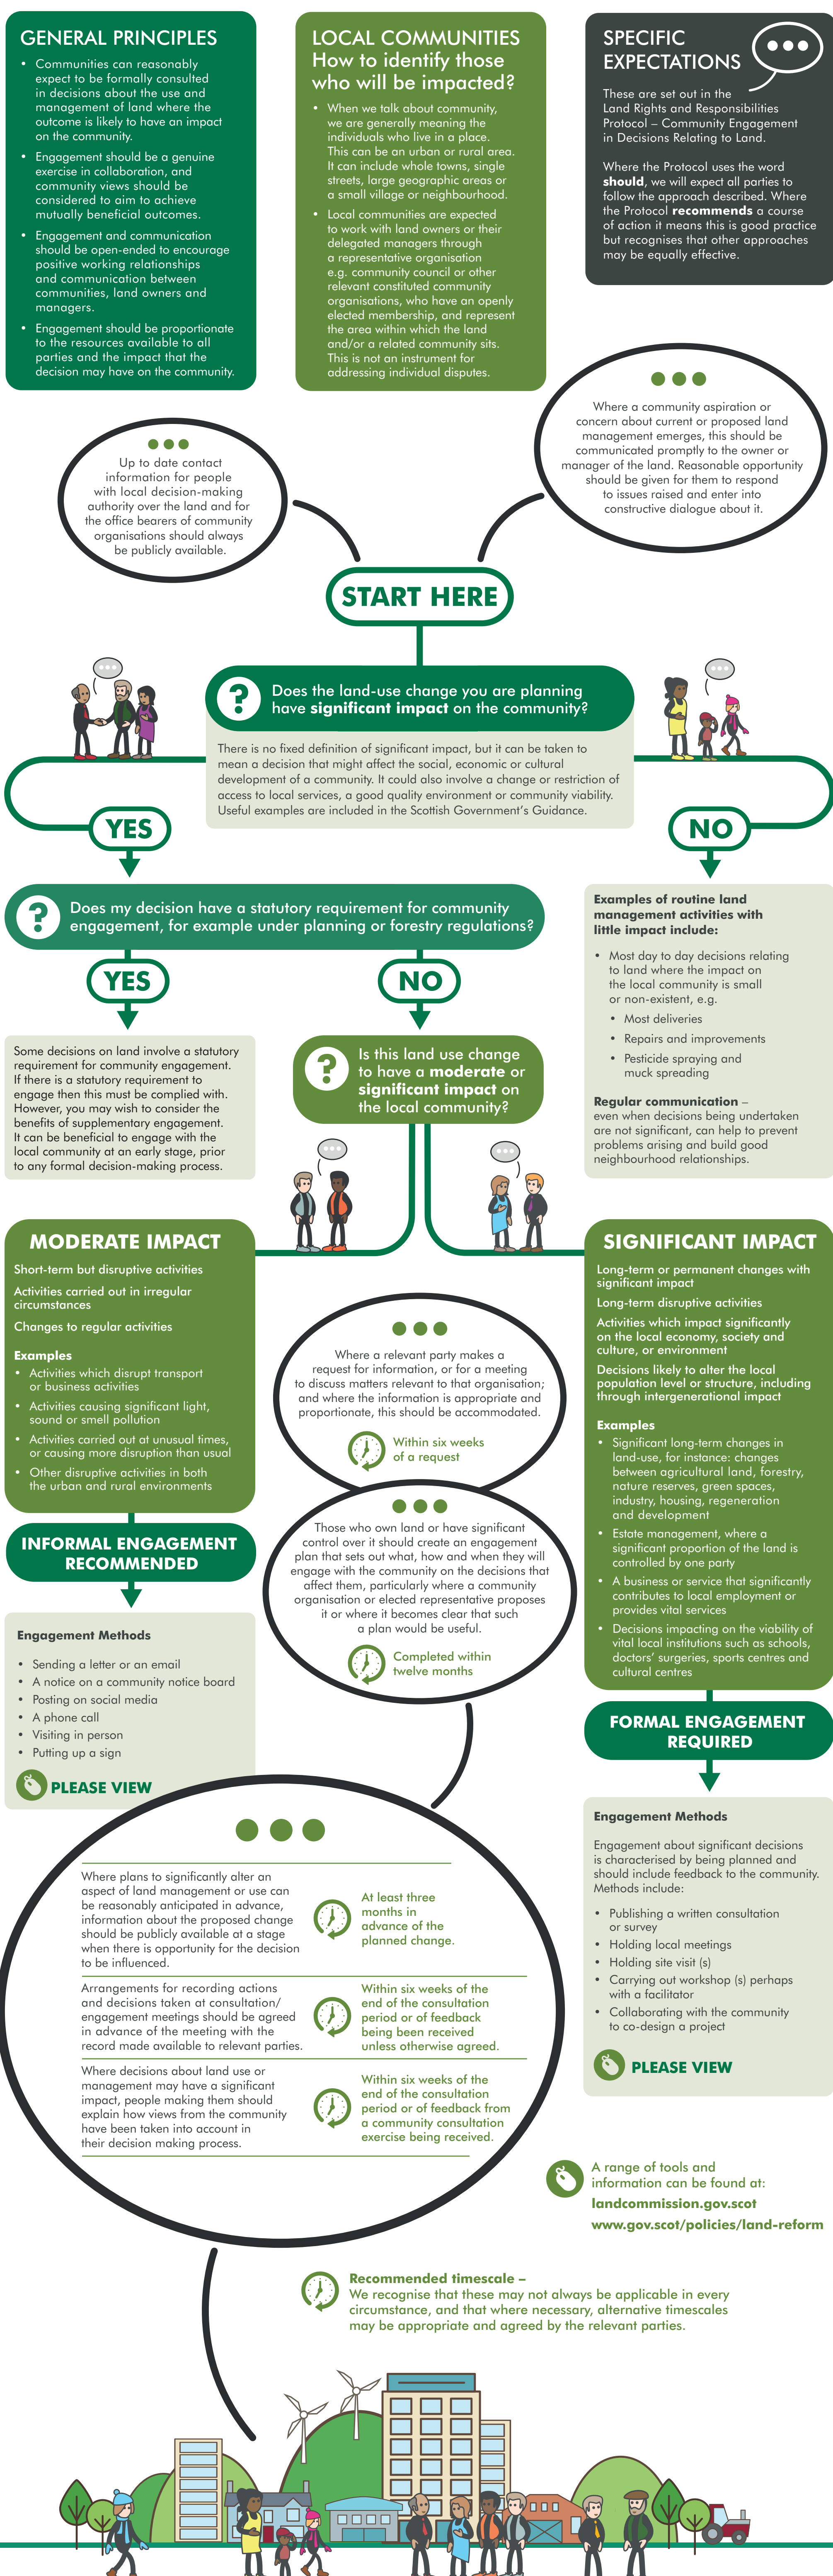 GENERAL PRINCIPLES
• Communities can reasonably
expect to be formally consulted
in decisions about the use and
management of land where the
outcome is likely to have an impact
on the community.
• Engagement should be a genuine
exercise in collaboration, and
community views should be
considered to aim to achieve
mutually beneficial outcomes.
• Engagement and communication
should be open-ended to encourage
positive working relationships
and communication between
communities, land owners and
managers.
• Engagement should be proportionate
to the resources available to all
parties and the impact that the
decision may have on the community.
LOCAL COMMUNITIES
How to identify those
who will be impacted?
• When we talk about community,
we are generally meaning the
individuals who live in a place.
This can be an urban or rural area.
It can include whole towns, single
streets, large geographic areas or
a small village or neighbourhood.
• Local communities are expected
to work with land owners or their
delegated managers through
a representative organisation
e.g. community council or other
relevant constituted community
organisations, who have an openly
elected membership, and represent
the area within which the land
and/or a related community sits.
This is not an instrument for
addressing individual disputes.
SPECIFIC
EXPECTATIONS
These are set out in the
Land Rights and Responsibilities
Protocol – Community Engagement
in Decisions Relating to Land.
Where the Protocol uses the word
should, we will expect all parties to
follow the approach described. Where
the Protocol recommends a course
of action it means this is good practice
but recognises that other approaches
may be equally effective.
Up to date contact
information for people
with local decision-making
authority over the land and for
the office bearers of community
organisations should always
be publicly available.
Where a community aspiration or
concern about current or proposed land
management emerges, this should be
communicated promptly to the owner or
manager of the land. Reasonable opportunity
should be given for them to respond
to issues raised and enter into
constructive dialogue about it.
START HERE
? Does the land-use change you are planning
have significant impact on the community?
There is no fixed definition of significant impact, but it can be taken to
mean a decision that might affect the social, economic or cultural
development of a community. It could also involve a change or restriction of
access to local services, a good quality environment or community viability.
Useful examples are included in the Scottish Government's Guidance.
YES
NO
? Does my decision have a statutory requirement for community
engagement, for example under planning or forestry regulations?
YES
NO
Examples of routine land
management activities with
little impact include:
• Most day to day decisions relating
to land where the impact on
the local community is small
or non-existent, e.g.
• Most deliveries
• Repairs and improvements
• Pesticide spraying and
muck spreading
Regular communication –
even when decisions being undertaken
are not significant, can help to prevent
problems arising and build good
neighbourhood relationships.
Some decisions on land involve a statutory
requirement for community engagement.
If there is a statutory requirement to
engage then this must be complied with.
However, you may wish to consider the
benefits of supplementary engagement.
It can be beneficial to engage with the
local community at an early stage, prior
to any formal decision-making process.
? Is this land use change
to have a moderate or
significant impact on
the local community?
MODERATE IMPACT
Short-term but disruptive activities
Activities carried out in irregular
circumstances
Changes to regular activities
Examples
• Activities which disrupt transport
or business activities
• Activities causing significant light,
sound or smell pollution
• Activities carried out at unusual times,
or causing more disruption than usual
• Other disruptive activities in both
the urban and rural environments
INFORMAL ENGAGEMENT
RECOMMENDED
Engagement Methods
• Sending a letter or an email
• A notice on a community notice board
• Posting on social media
• A phone call
• Visiting in person
• Putting up a sign
PLEASE VIEW
Where a relevant party makes a
request for information, or for a meeting
to discuss matters relevant to that organisation;
and where the information is appropriate and
proportionate, this should be accommodated.
Within six weeks
of a request
Those who own land or have significant
control over it should create an engagement
plan that sets out what, how and when they will
engage with the community on the decisions that
affect them, particularly where a community
organisation or elected representative proposes
it or where it becomes clear that such
a plan would be useful.
Completed within
twelve months
SIGNIFICANT IMPACT
Long-term or permanent changes with
significant impact
Long-term disruptive activities
Activities which impact significantly
on the local economy, society and
culture, or environment
Decisions likely to alter the local
population level or structure, including
through intergenerational impact
Examples
• Significant long-term changes in
land-use, for instance: changes
between agricultural land, forestry,
nature reserves, green spaces,
industry, housing, regeneration
and development
• Estate management, where a
significant proportion of the land is
controlled by one party
• A business or service that significantly
contributes to local employment or
provides vital services
• Decisions impacting on the viability of
vital local institutions such as schools,
doctors' surgeries, sports centres and
cultural centres
FORMAL ENGAGEMENT
REQUIRED
Engagement Methods
Engagement about significant decisions
is characterised by being planned and
should include feedback to the community.
Methods include:
• Publishing a written consultation
or survey
• Holding local meetings
• Holding site visit (s)
• Carrying out workshop (s) perhaps
with a facilitator
• Collaborating with the community
to co-design a project
PLEASE VIEW
Where plans to significantly alter an
aspect of land management or use can
be reasonably anticipated in advance,
information about the proposed change
should be publicly available at a stage
when there is opportunity for the decision
to be influenced.
At least three
months in
advance of the
planned change.
Arrangements for recording actions
and decisions taken at consultation/
engagement meetings should be agreed
in advance of the meeting with the
record made available to relevant parties.
Within six weeks of the
end of the consultation
period or of feedback
being been received
unless otherwise agreed.
Where decisions about land use or
management may have a significant
impact, people making them should
explain how views from the community
have been taken into account in
their decision making process.
Within six weeks of the
end of the consultation
period or of feedback from
a community consultation
exercise being received.
A range of tools and
information can be found at:
landcommission.gov.scot
www.gov.scot/policies/land-reform
Recommended timescale –
We recognise that these may not always be applicable in every
circumstance, and that where necessary, alternative timescales
may be appropriate and agreed by the relevant parties.